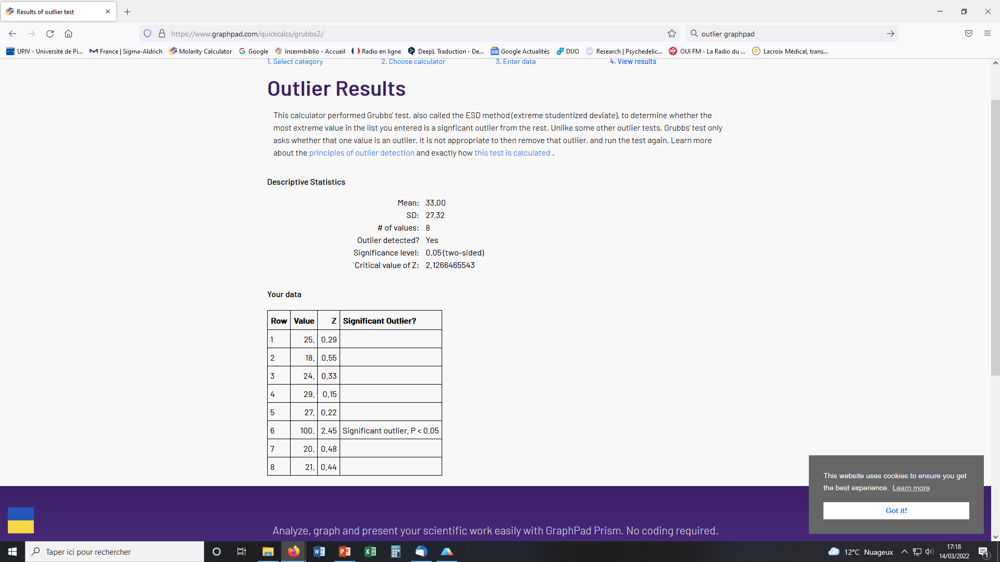 Results of outlier test
https://www.graphpad.com/quickcalcs/grubbs2/
outlier graphpad
UPJV - Université de Pi...
France | Sigma-Aldrich
Molarity Calculator
Google
Insermbiblio - Accueil
Radio en ligne
DeepL Traduction - De...
Google Actualités
DUO
Research | Psychedelic...
OUI FM - La Radio du ...
Lacroix Médical, trans...
1. Select category
2. Choose calculator
3. Enter data
4. View results
Outlier Results
This calculator performed Grubbs' test, also called the ESD method (extreme studentized deviate), to determine whether the
most extreme value in the list you entered is a signficant outlier from the rest. Unlike some other outlier tests, Grubbs' test only
asks whether that one value is an outlier. It is not appropriate to then remove that outlier, and run the test again. Learn more
about the principles of outlier detection and exactly how this test is calculated .
Descriptive Statistics
Mean: 33.00
SD: 27.32
# of values: 8
Outlier detected? Yes
Significance level: 0.05 (two-sided)
Critical value of Z: 2.1266465543
Your data
Row Value Z Significant Outlier?
1 25. 0.29
2 18. 0.55
3 24. 0.33
4 29. 0.15
5 27. 0.22
6 100. 2.45 Significant outlier. P < 0.05
7 20. 0.48
8 21. 0.44
This website uses cookies to ensure you get
the best experience. Learn more
Got it!
Analyze, graph and present your scientific work easily with GraphPad Prism. No coding required.
Taper ici pour rechercher
12°C Nuageux
17:18
14/03/2022
1